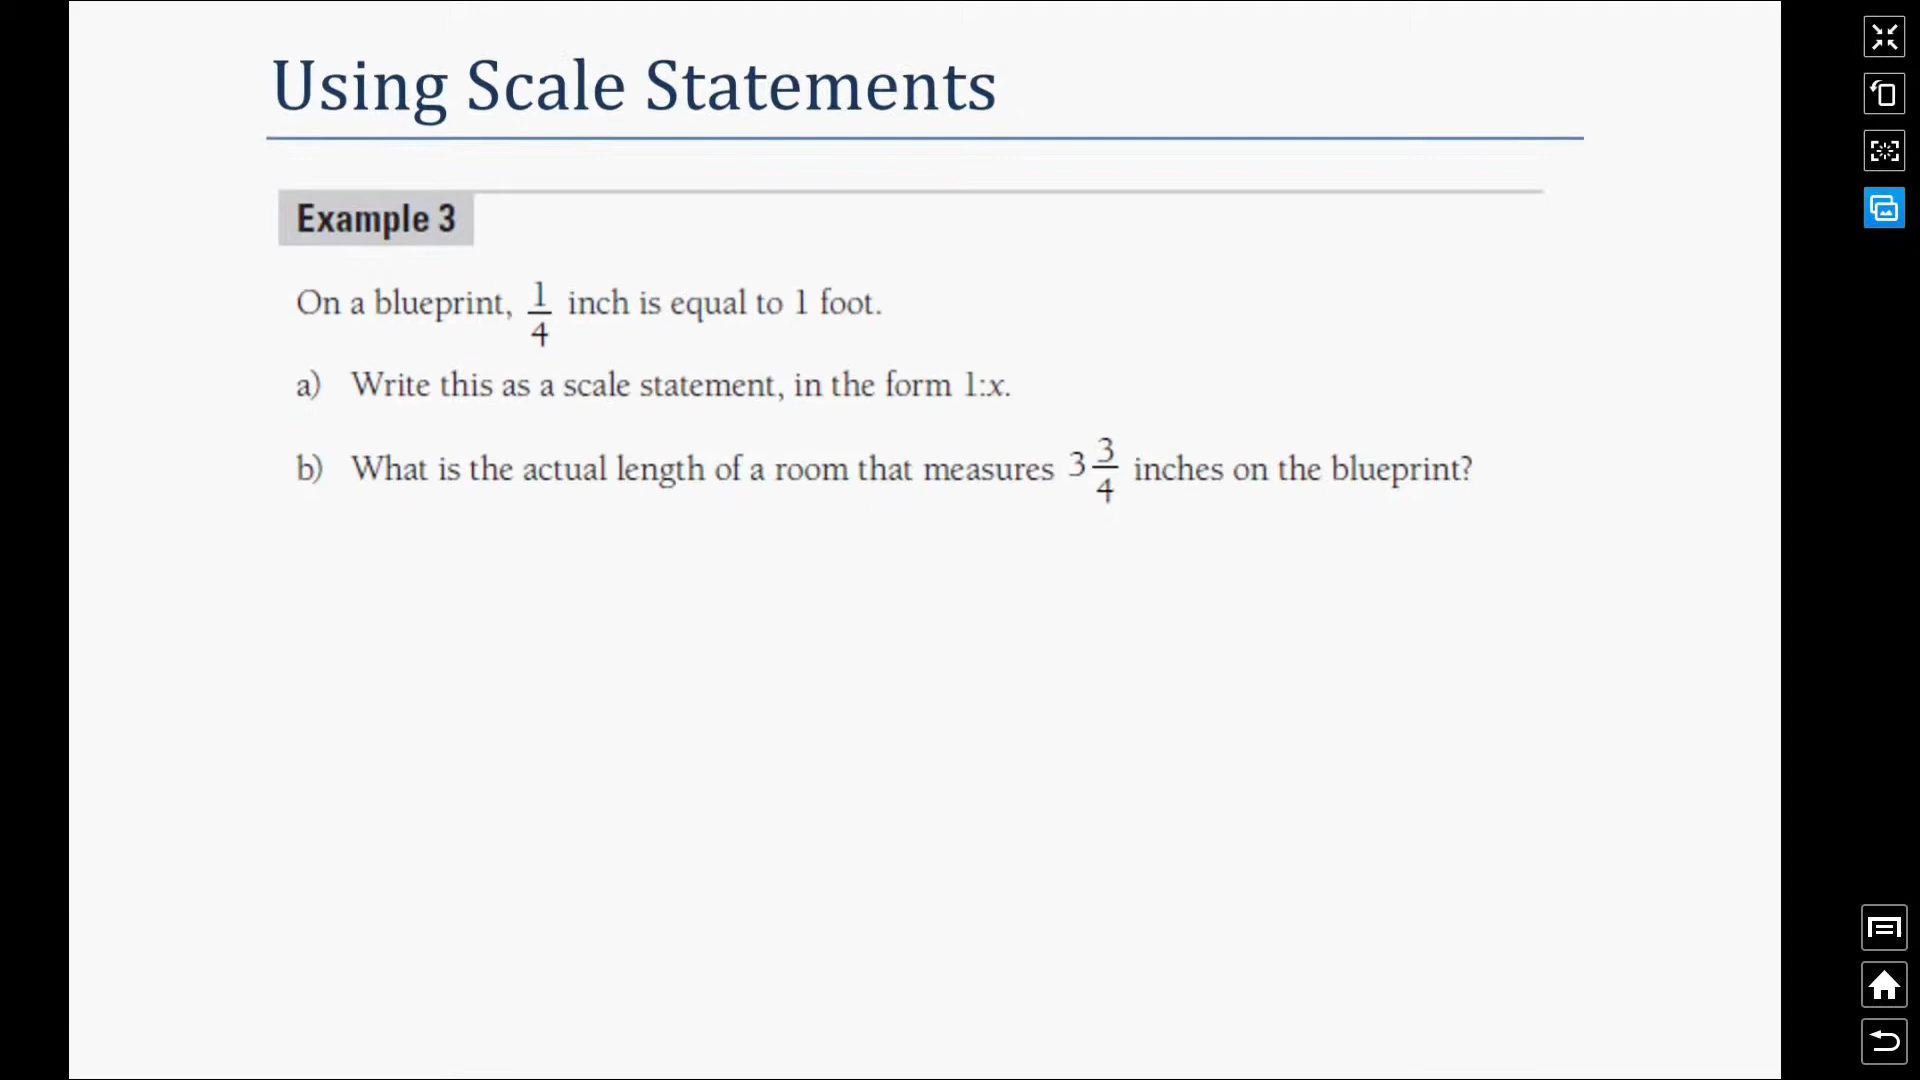 Using Scale Statements
Example 3
On a blueprint, 1/4 inch is equal to 1 foot.
a) Write this as a scale statement, in the form 1:x.
b) What is the actual length of a room that measures 3 3/4 inches on the blueprint?